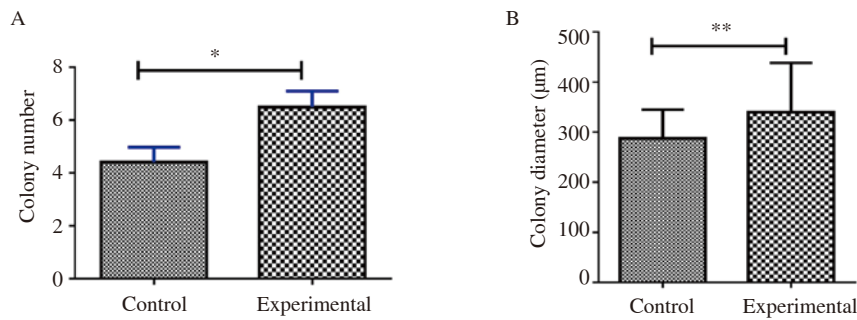 A
Colony number
8
6
4
2
0
*
Control
Experimental
B
Colony diameter (μm)
500
400
300
200
100
0
**
Control
Experimental